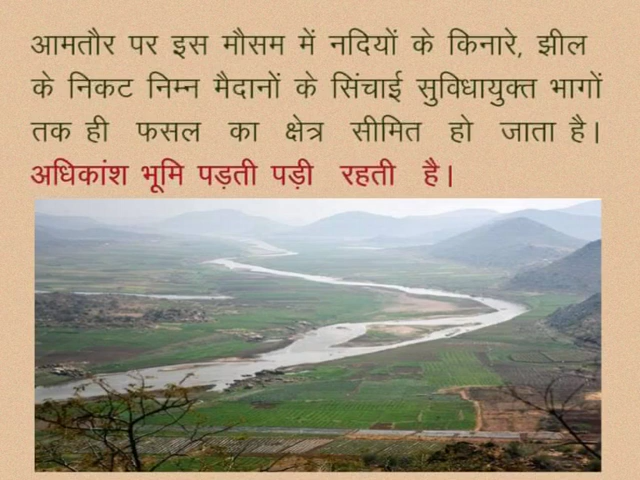 आमतौर पर इस मौसम में नदियों के किनारे, झील
के निकट निम्न मैदानों के सिंचाई सुविधायुक्त भागों
तक ही फसल का क्षेत्र सीमित हो जाता है।
अधिकांश भूमि पड़ती पड़ी रहती है।